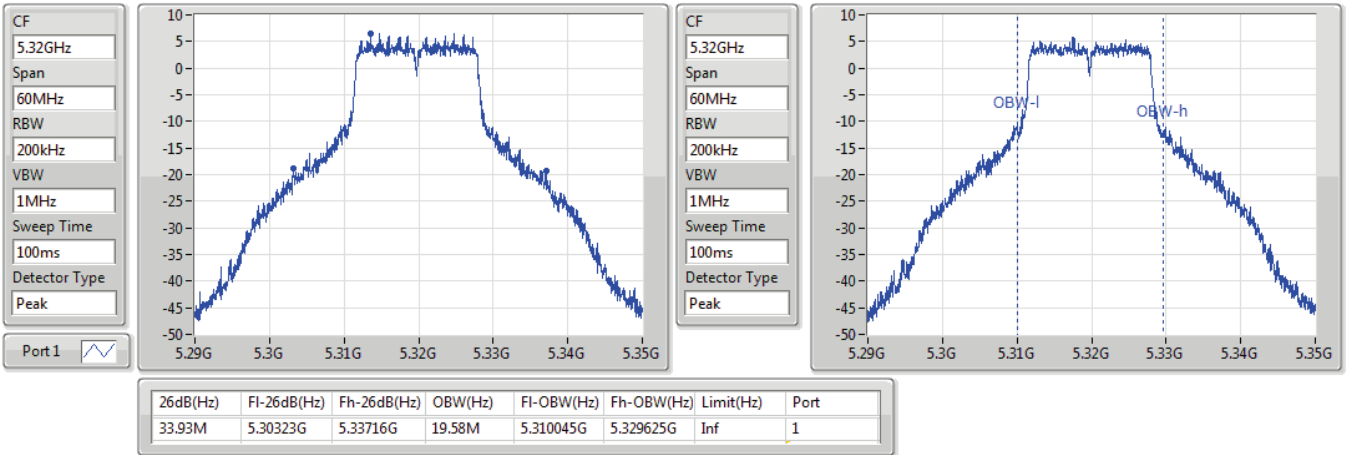 CF
5.32GHz
Span
60MHz
RBW
200kHz
VBW
1MHz
Sweep Time
100ms
Detector Type
Peak
Port 1
10
5
0
-5
-10
-15
-20
-25
-30
-35
-40
-45
-50
5.29G 5.3G 5.31G 5.32G 5.33G 5.34G 5.35G
CF
5.32GHz
Span
60MHz
RBW
200kHz
VBW
1MHz
Sweep Time
100ms
Detector Type
Peak
10
5
0
-5
-10
-15
-20
-25
-30
-35
-40
-45
-50
OBW-l
OBW-h
5.29G 5.3G 5.31G 5.32G 5.33G 5.34G 5.35G
26dB(Hz) Fl-26dB(Hz) Fh-26dB(Hz) OBW(Hz) Fl-OBW(Hz) Fh-OBW(Hz) Limit(Hz) Port
33.93M 5.30323G 5.33716G 19.58M 5.310045G 5.329625G Inf 1